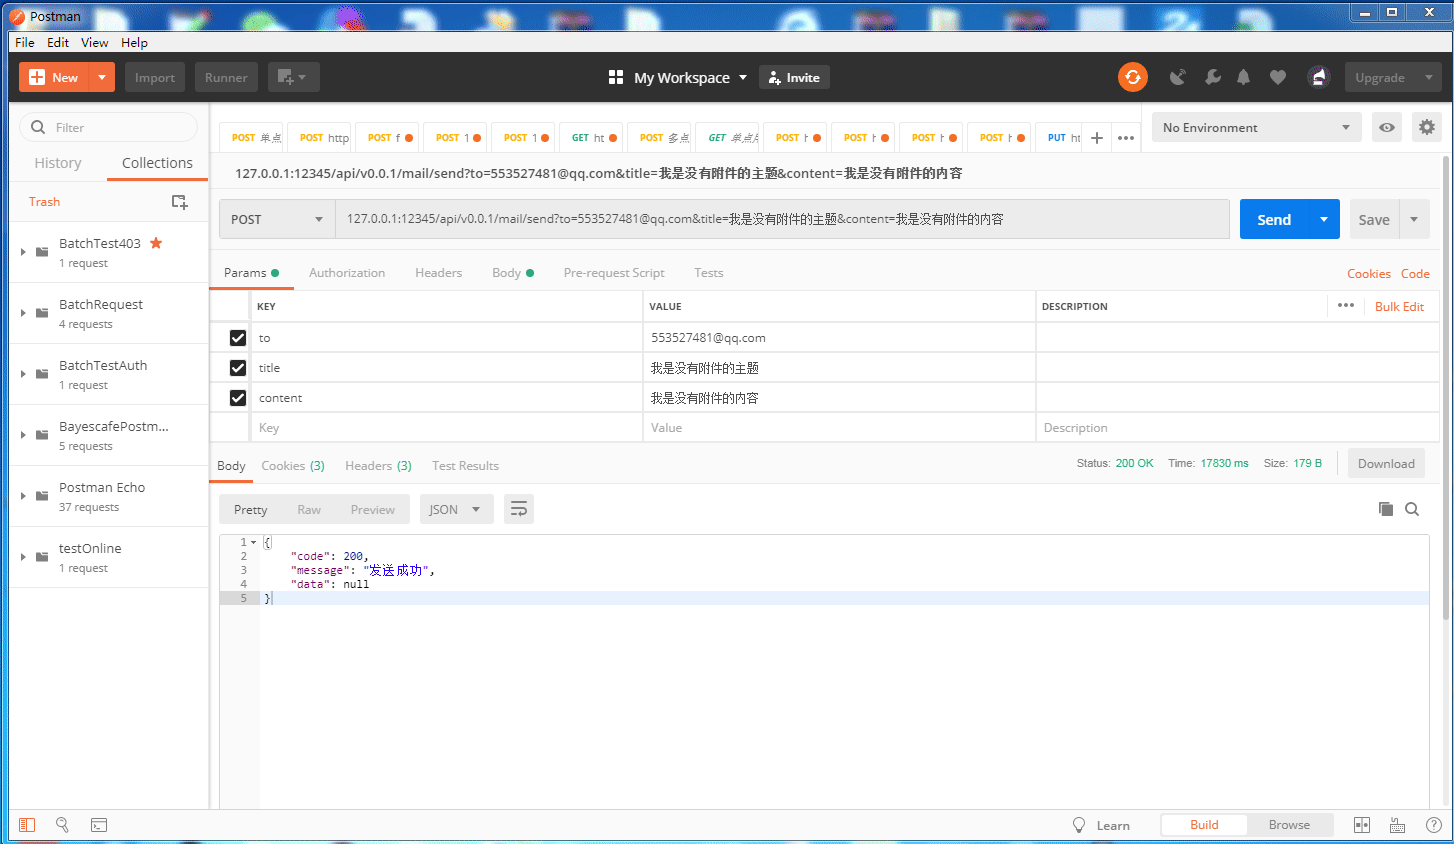 Postman
File Edit View Help
New Import Runner My Workspace Invite Upgrade
Filter
History Collections
Trash
BatchTest403
1 request
BatchRequest
4 requests
BatchTestAuth
1 request
BayescafePostm...
5 requests
Postman Echo
37 requests
testOnline
1 request
POST 单点 POST http POST f POST 1 POST 1 GET ht POST 多点 GET 单点 POST h POST h POST h POST h PUT ht + ••• No Environment
127.0.0.1:12345/api/v0.0.1/mail/send?to=553527481@qq.com&title=我是没有附件的主题&content=我是没有附件的内容
POST 127.0.0.1:12345/api/v0.0.1/mail/send?to=553527481@qq.com&title=我是没有附件的主题&content=我是没有附件的内容 Send Save
Params Authorization Headers Body Pre-request Script Tests Cookies Code
KEY VALUE DESCRIPTION ••• Bulk Edit
to 553527481@qq.com
title 我是没有附件的主题
content 我是没有附件的内容
Key Value Description
Body Cookies (3) Headers (3) Test Results Status: 200 OK Time: 17830 ms Size: 179 B Download
Pretty Raw Preview JSON
1 {
2 "code": 200,
3 "message": "发送成功",
4 "data": null
5 }
Learn Build Browse